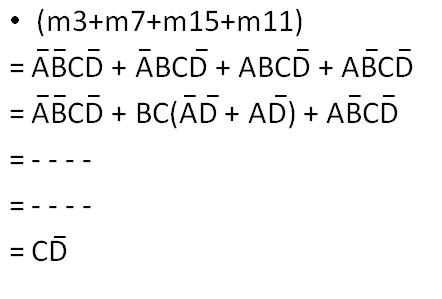 • (m3+m7+m15+m11)
= A̅B̅CD̅ + A̅BCD̅ + ABCD̅ + AB̅CD̅
= A̅B̅CD̅ + BC(A̅D̅ + AD̅) + AB̅CD̅
= - - - -
= - - - -
= CD̅